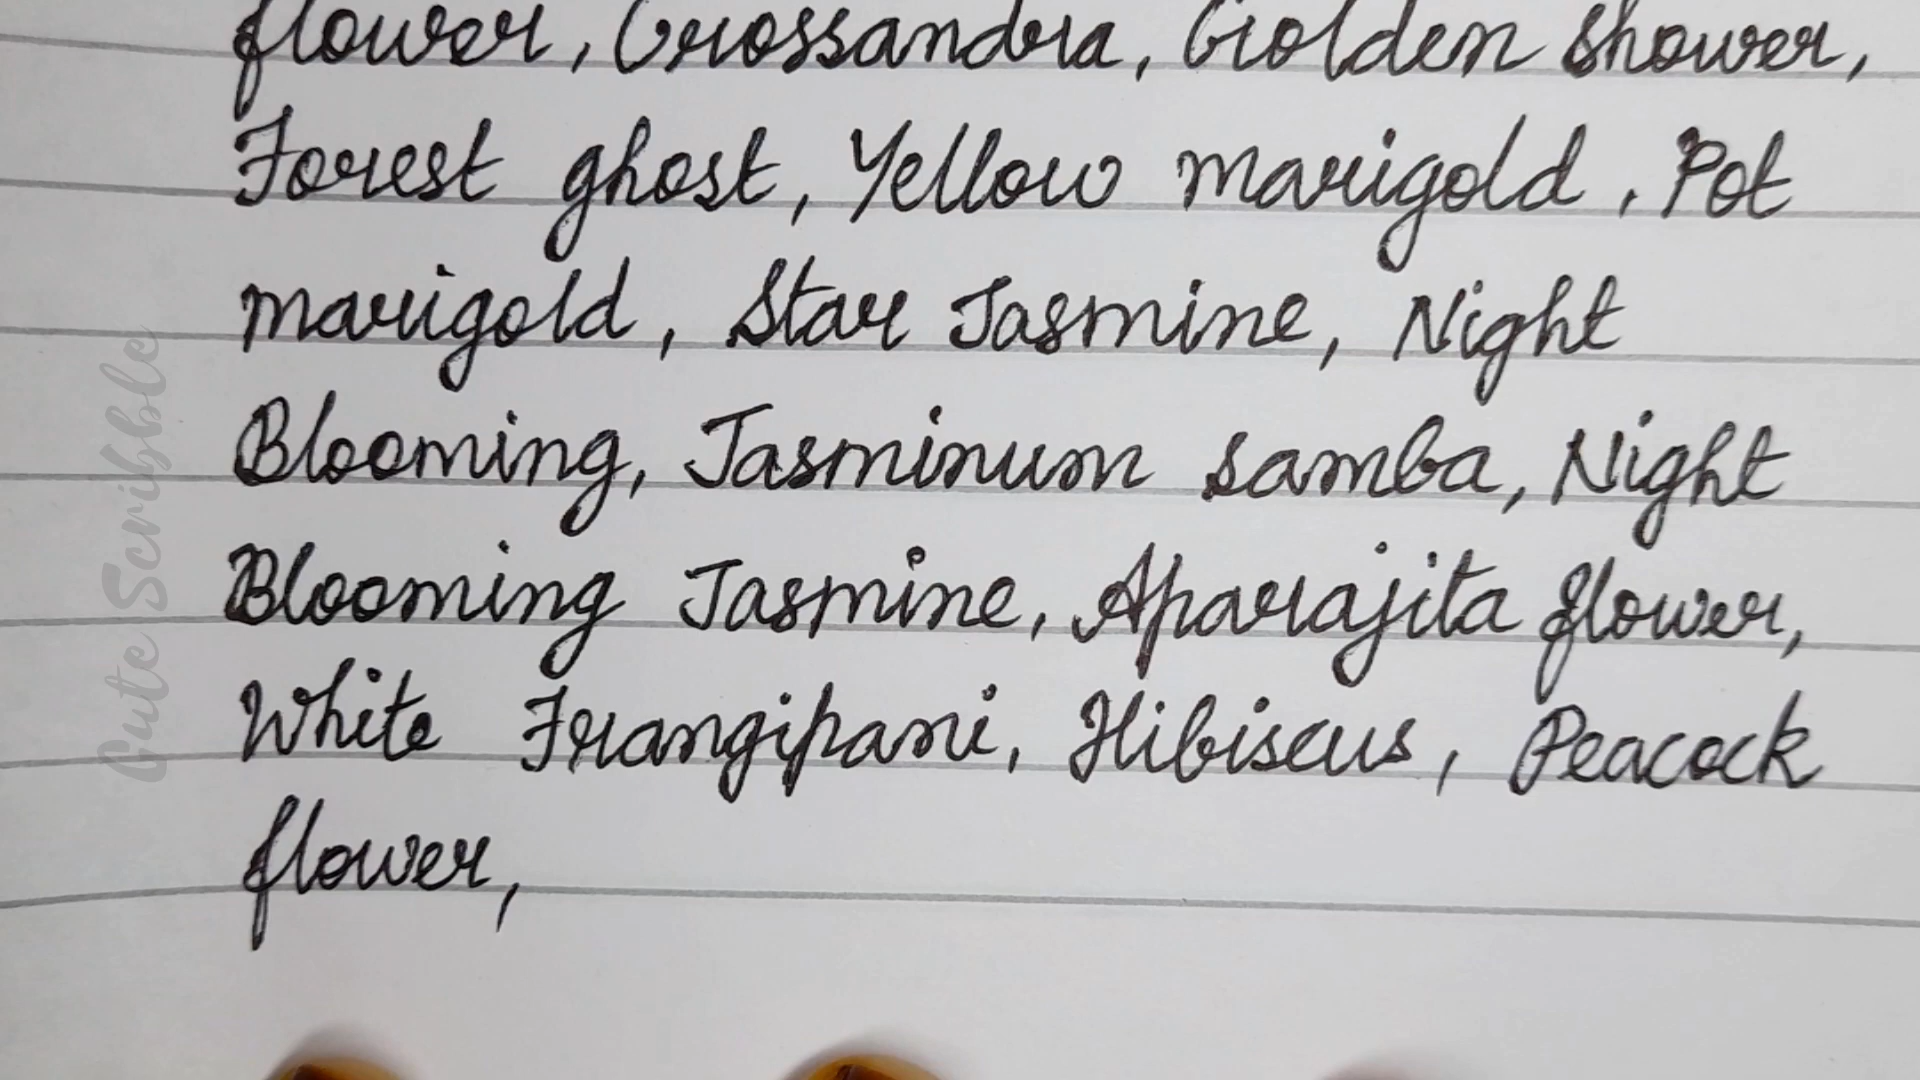 flower, Crossandra, Golden shower,
Forest ghost, Yellow marigold, Pot
marigold, Star Jasmine, Night
Blooming, Jasminum samba, Night
Blooming Jasmine, Aparajita flower,
White Frangipani, Hibiscus, Peacock
flower,
Cute Scribble